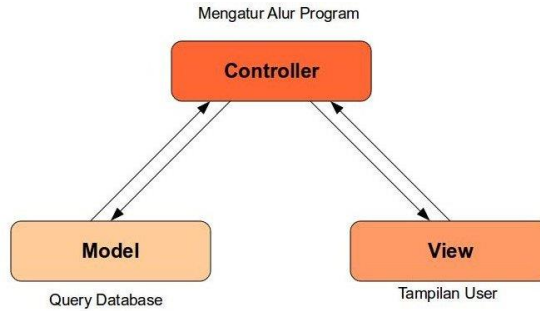 Mengatur Alur Program
Controller
Model
View
Query Database
Tampilan User